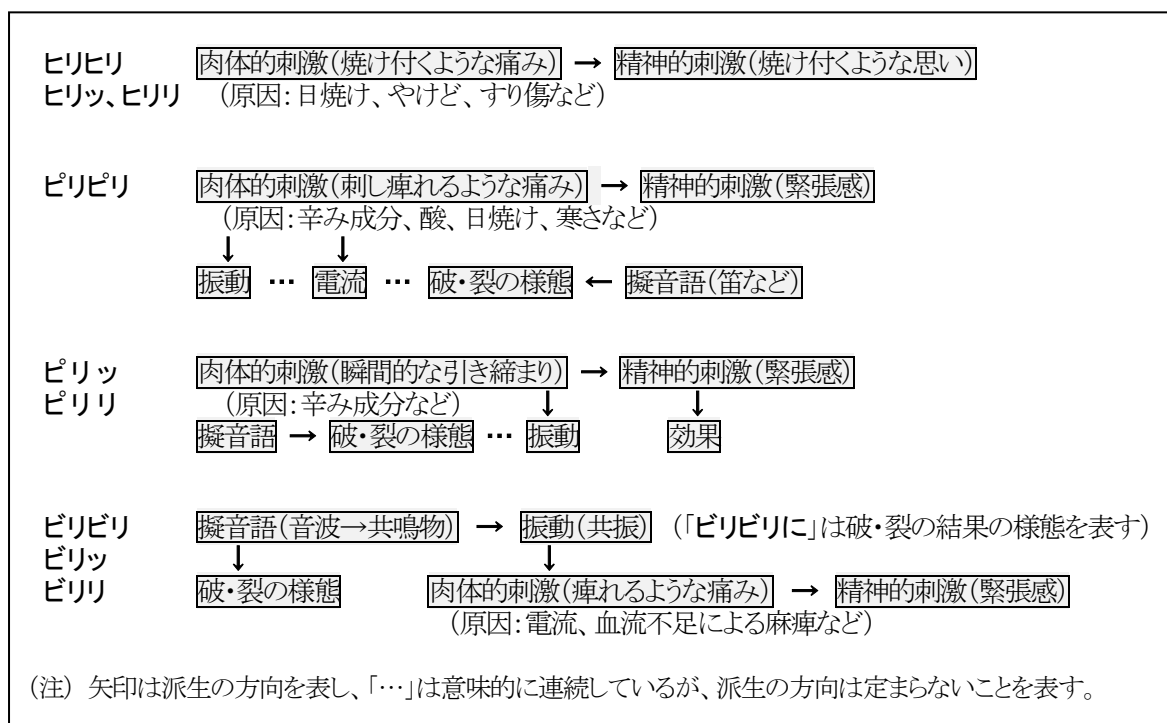 ヒリヒリ 肉体的刺激(焼け付くような痛み) → 精神的刺激(焼け付くような思い)
ヒリッ、ヒリリ (原因:日焼け、やけど、すり傷など)
ピリピリ 肉体的刺激(刺し痺れるような痛み) → 精神的刺激(緊張感)
(原因:辛み成分、酸、日焼け、寒さなど)
↓ ↓
振動 … 電流 … 破・裂の様態 ← 擬音語(笛など)
ピリッ 肉体的刺激(瞬間的な引き締まり) → 精神的刺激(緊張感)
ピリリ (原因:辛み成分など) ↓ ↓
擬音語 → 破・裂の様態 … 振動 効果
ビリビリ 擬音語(音波→共鳴物) → 振動(共振) (「ビリビリに」は破・裂の結果の様態を表す)
ビリッ ↓ ↓
ビリリ 破・裂の様態 肉体的刺激(痺れるような痛み) → 精神的刺激(緊張感)
(原因:電流、血流不足による麻痺など)
(注) 矢印は派生の方向を表し、「…」は意味的に連続しているが、派生の方向は定まらないことを表す。